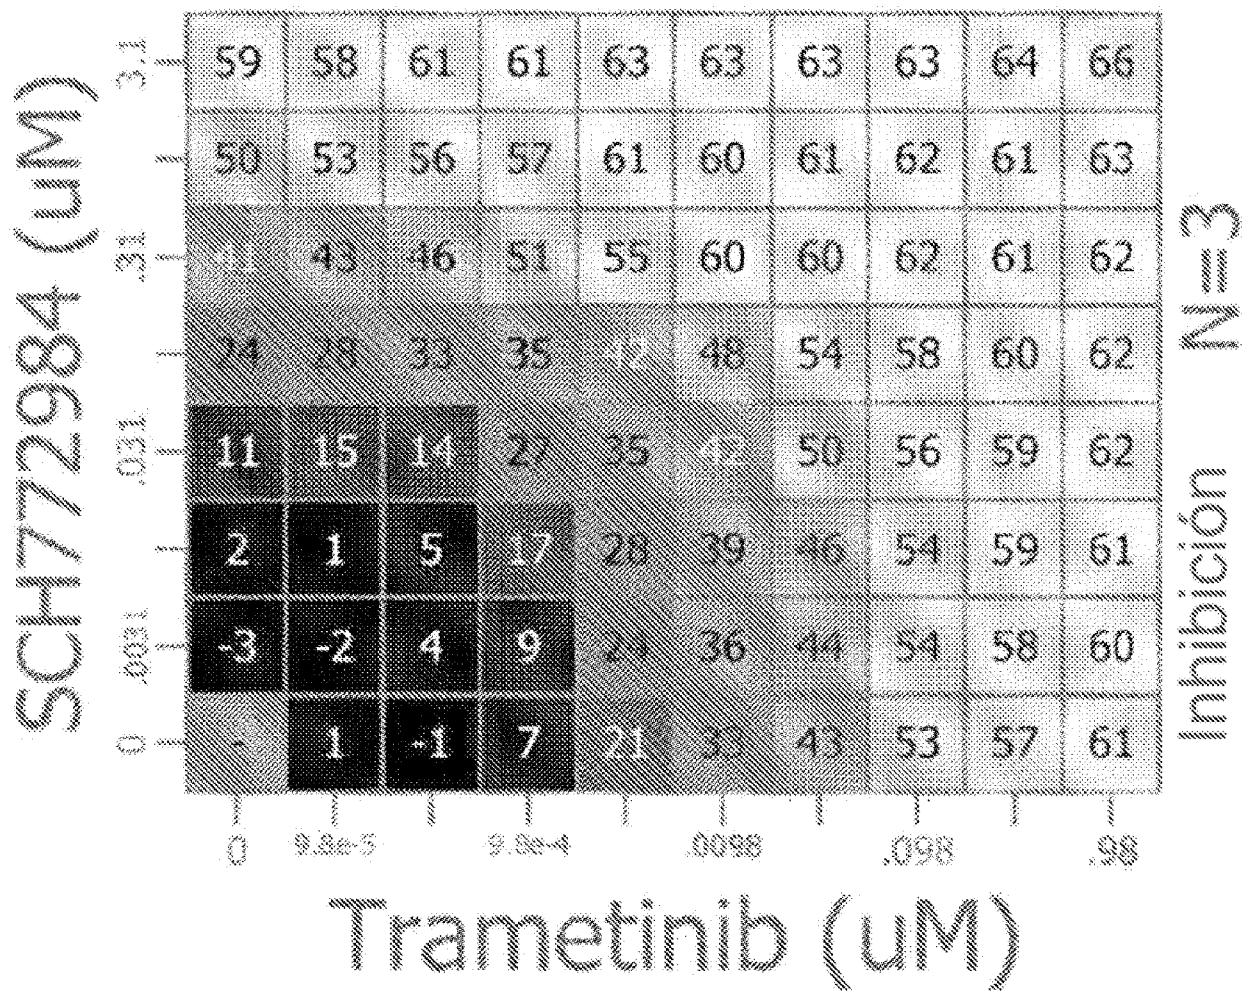 SCH772984 (uM)
3.1 59 58 61 61 63 63 63 63 64 66
50 53 56 57 61 60 61 62 61 63
.31 41 43 46 51 55 60 60 62 61 62
24 28 33 35 42 48 54 58 60 62
.031 11 15 14 27 35 42 50 56 59 62
2 1 5 17 28 39 46 54 59 61
.0031 -3 -2 4 9 24 36 44 54 58 60
0 - 1 -1 7 21 43 53 57 61
.0 9.8e-5 9.8e-4 .0098 .098 .98
Trametinib (uM)
Inhibición N=3